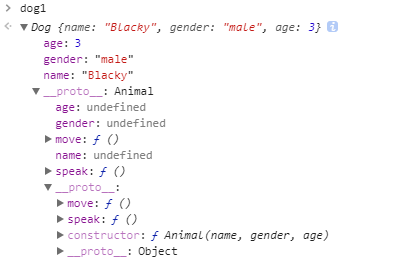 > dog1
Dog {name: "Blacky", gender: "male", age: 3} i
age: 3
gender: "male"
name: "Blacky"
__proto__: Animal
age: undefined
gender: undefined
move: ƒ ()
name: undefined
speak: ƒ ()
__proto__:
move: ƒ ()
speak: ƒ ()
constructor: ƒ Animal(name, gender, age)
__proto__: Object